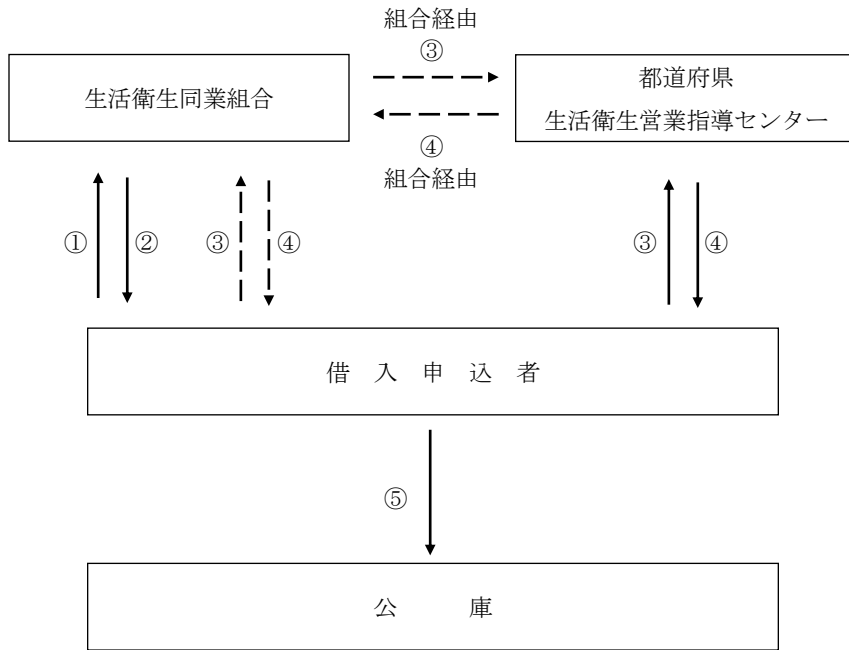 組合経由
③
生活衛生同業組合
都道府県
生活衛生営業指導センター
④
組合経由
①
②
③
④
③
④
借入申込者
⑤
公庫